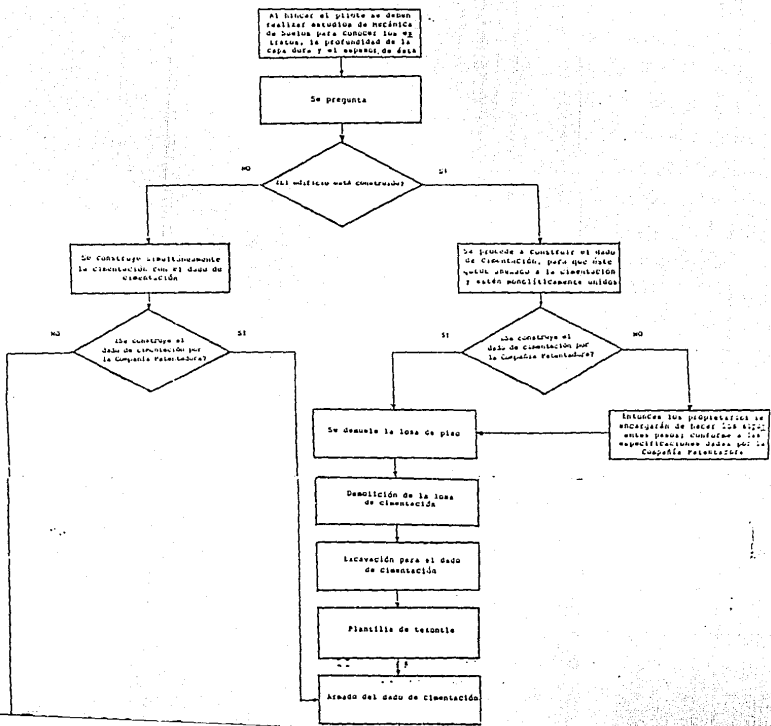 Al hincar el pilote se deben
realizar estudios de Mecánica
de Suelos para conocer los es
tratos, la profundidad de la
capa dura y el espesor de ésta
Se pregunta
¿El edificio está construido?
NO
SI
Se construye simultáneamente
la cimentación con el dado de
cimentación
Se procede a construir el dado
de cimentación, para que éste
quede anclado a la cimentación
y estén monolíticamente unidos
¿Se construye el
dado de cimentación por
la Compañía Patentadora?
NO
SI
¿Se construye el
dado de cimentación por
la Compañía Patentadora?
SI
NO
Se demuele la losa de piso
Entonces los propietarios se
encargarán de hacer los sigui
entes pasos; conforme a las
especificaciones dadas por la
Compañía Patentadora
Demolición de la losa
de cimentación
Excavación para el dado
de cimentación
Plantilla de tezontle
Armado del dado de Cimentación